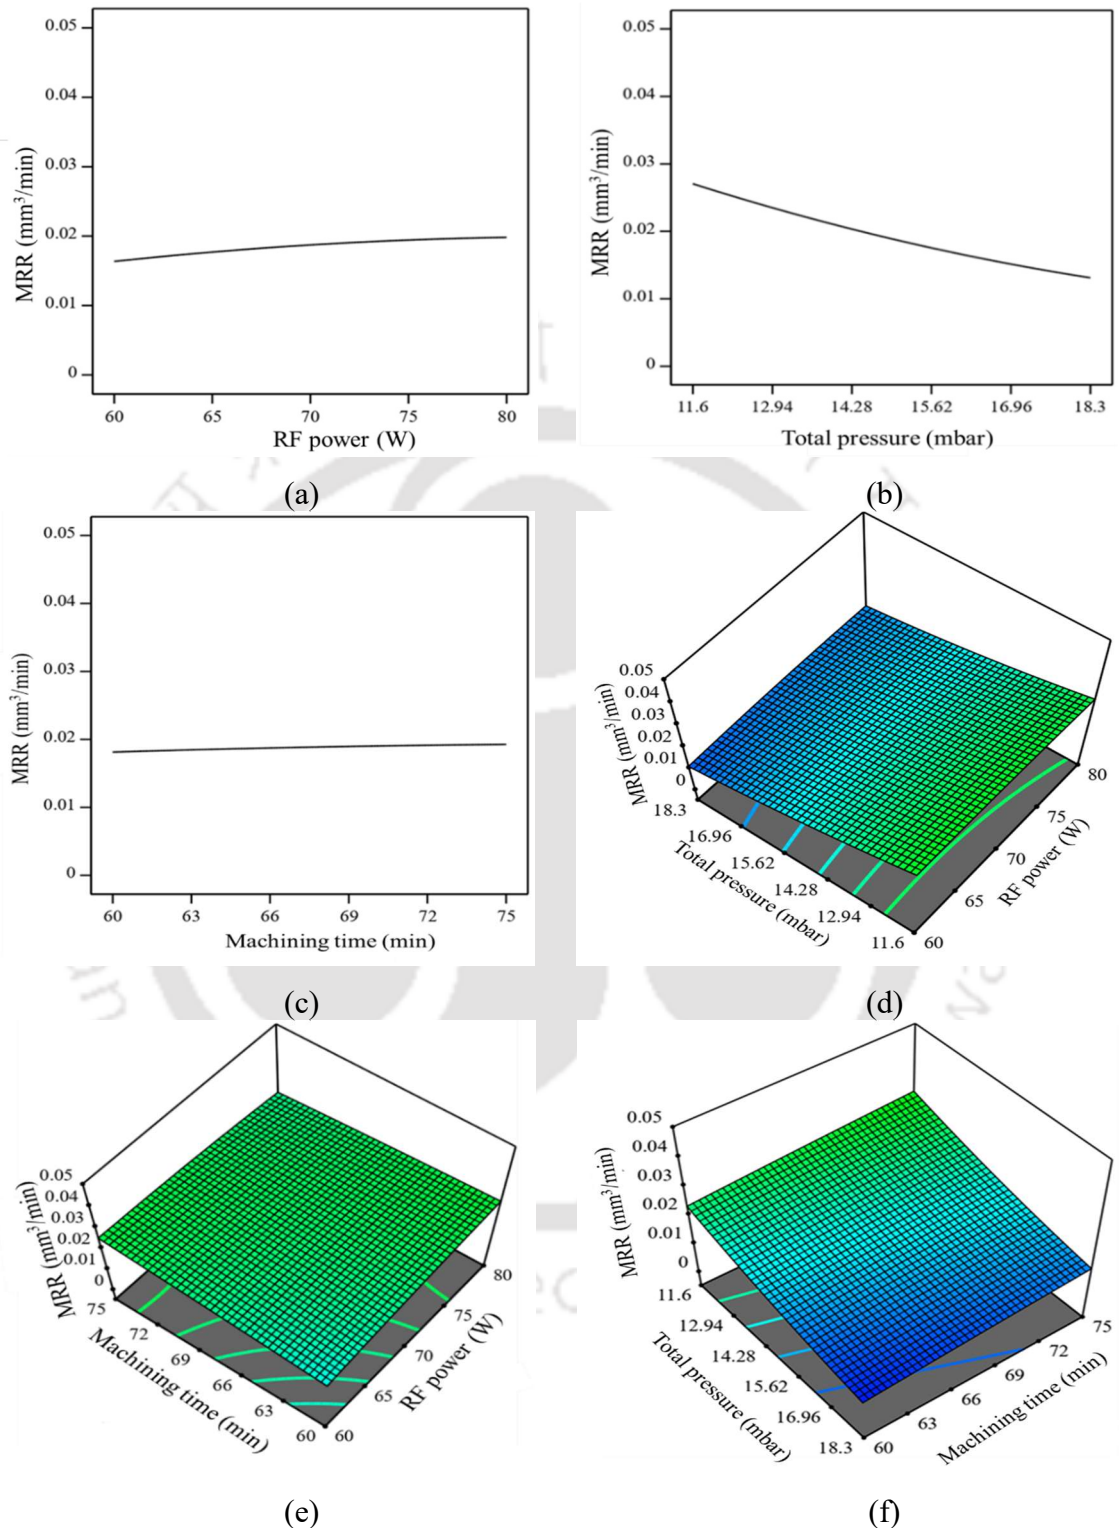 0.05
0.04
0.03
0.02
0.01
0
MRR (mm³/min)
60 65 70 75 80
RF power (W)
(a)
0.05
0.04
0.03
0.02
0.01
0
MRR (mm³/min)
11.6 12.94 14.28 15.62 16.96 18.3
Total pressure (mbar)
(b)
0.05
0.04
0.03
0.02
0.01
0
MRR (mm³/min)
60 63 66 69 72 75
Machining time (min)
(c)
0.05
0.04
0.03
0.02
0.01
0
MRR (mm³/min)
18.3
16.96
15.62
14.28
12.94
11.6
Total pressure (mbar)
60
65
70
75
80
RF power (W)
(d)
0.05
0.04
0.03
0.02
0.01
0
MRR (mm³/min)
75
72
69
66
63
60
Machining time (min)
60
65
70
75
80
RF power (W)
(e)
0.05
0.04
0.03
0.02
0.01
0
MRR (mm³/min)
11.6
12.94
14.28
15.62
16.96
18.3
Total pressure (mbar)
60
63
66
69
72
75
Machining time (min)
(f)